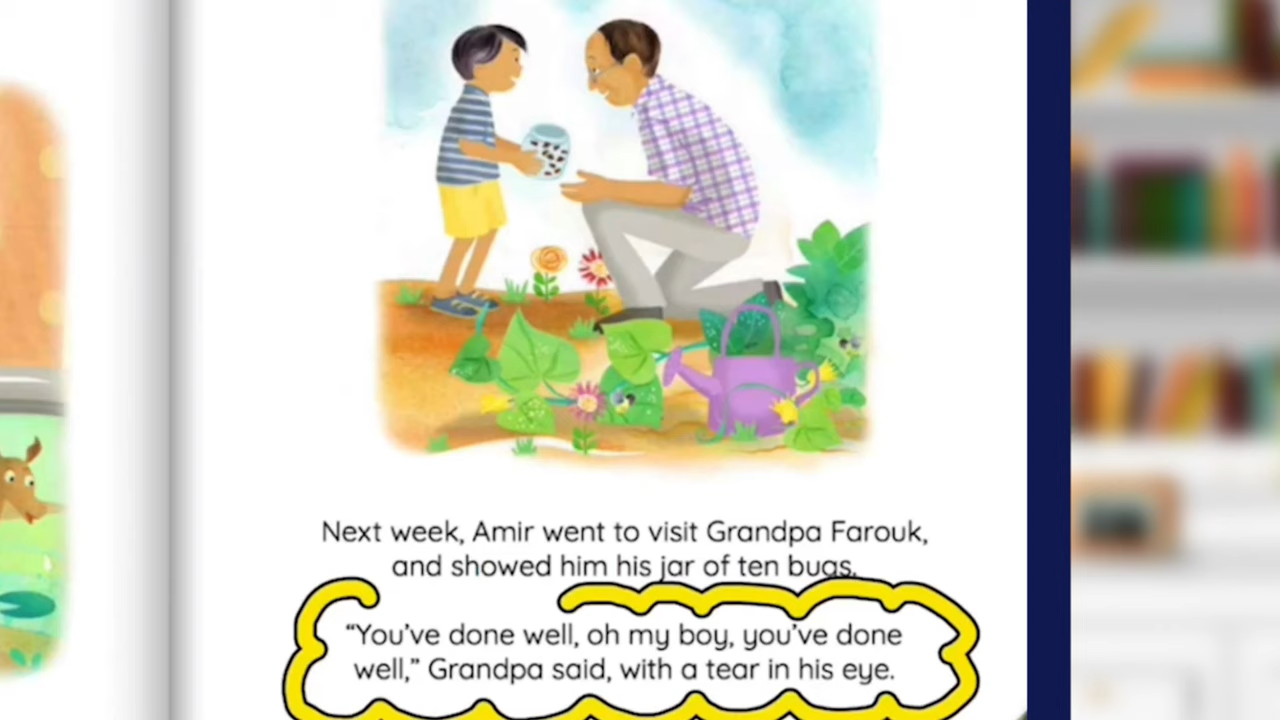 Next week, Amir went to visit Grandpa Farouk,
and showed him his jar of ten bugs.
“You’ve done well, oh my boy, you’ve done
well,” Grandpa said, with a tear in his eye.